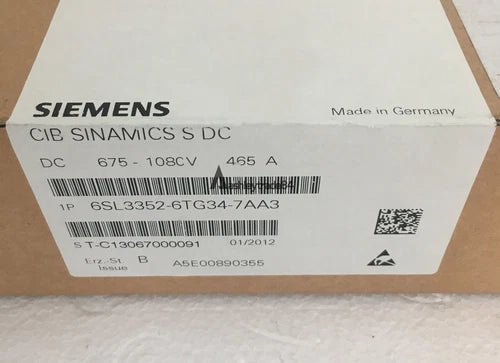 SIEMENS
Made in Germany
CIB SINAMICS S DC
DC 675 - 1080V 465 A
1P 6SL3352-6TG34-7AA3
S T-C13067000091 01/2012
Erz.-St. B A5E00890355
Issue